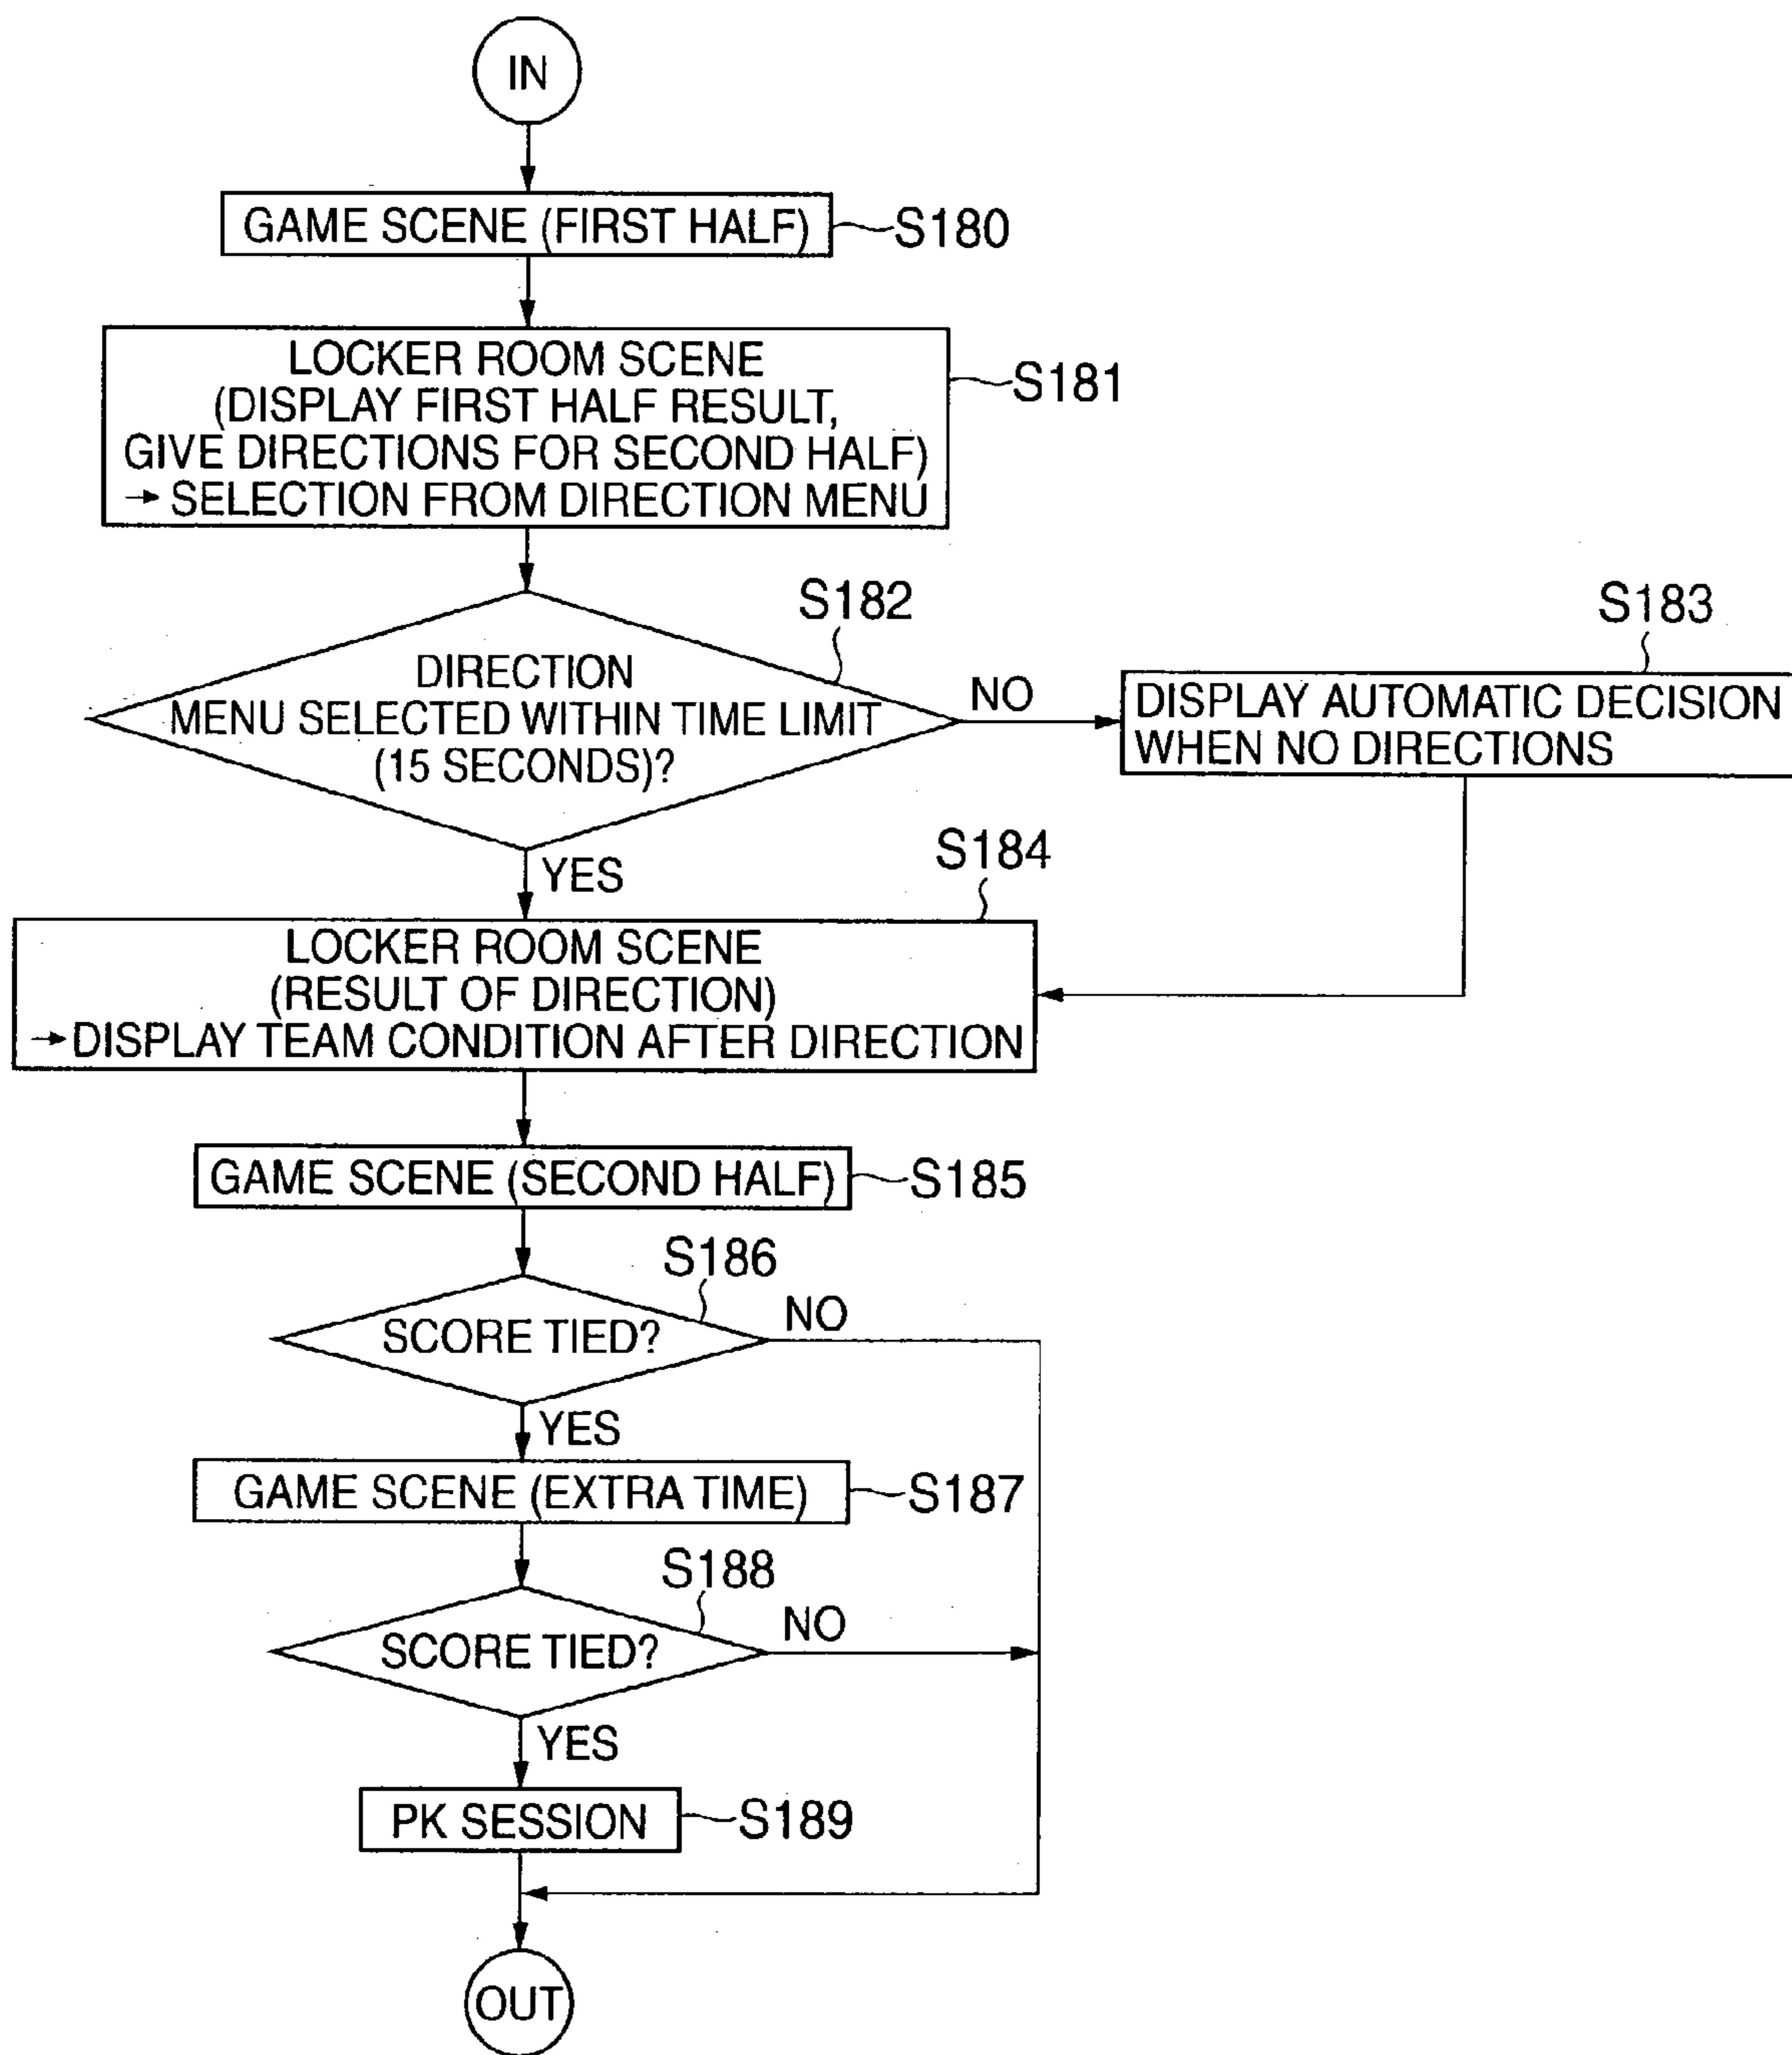 IN
GAME SCENE (FIRST HALF)
S180
LOCKER ROOM SCENE
(DISPLAY FIRST HALF RESULT,
GIVE DIRECTIONS FOR SECOND HALF)
→ SELECTION FROM DIRECTION MENU
S181
S182
DIRECTION
MENU SELECTED WITHIN TIME LIMIT
(15 SECONDS)?
NO
S183
DISPLAY AUTOMATIC DECISION
WHEN NO DIRECTIONS
YES
S184
LOCKER ROOM SCENE
(RESULT OF DIRECTION)
→ DISPLAY TEAM CONDITION AFTER DIRECTION
GAME SCENE (SECOND HALF)
S185
S186
SCORE TIED?
NO
YES
GAME SCENE (EXTRA TIME)
S187
S188
SCORE TIED?
NO
YES
PK SESSION
S189
OUT